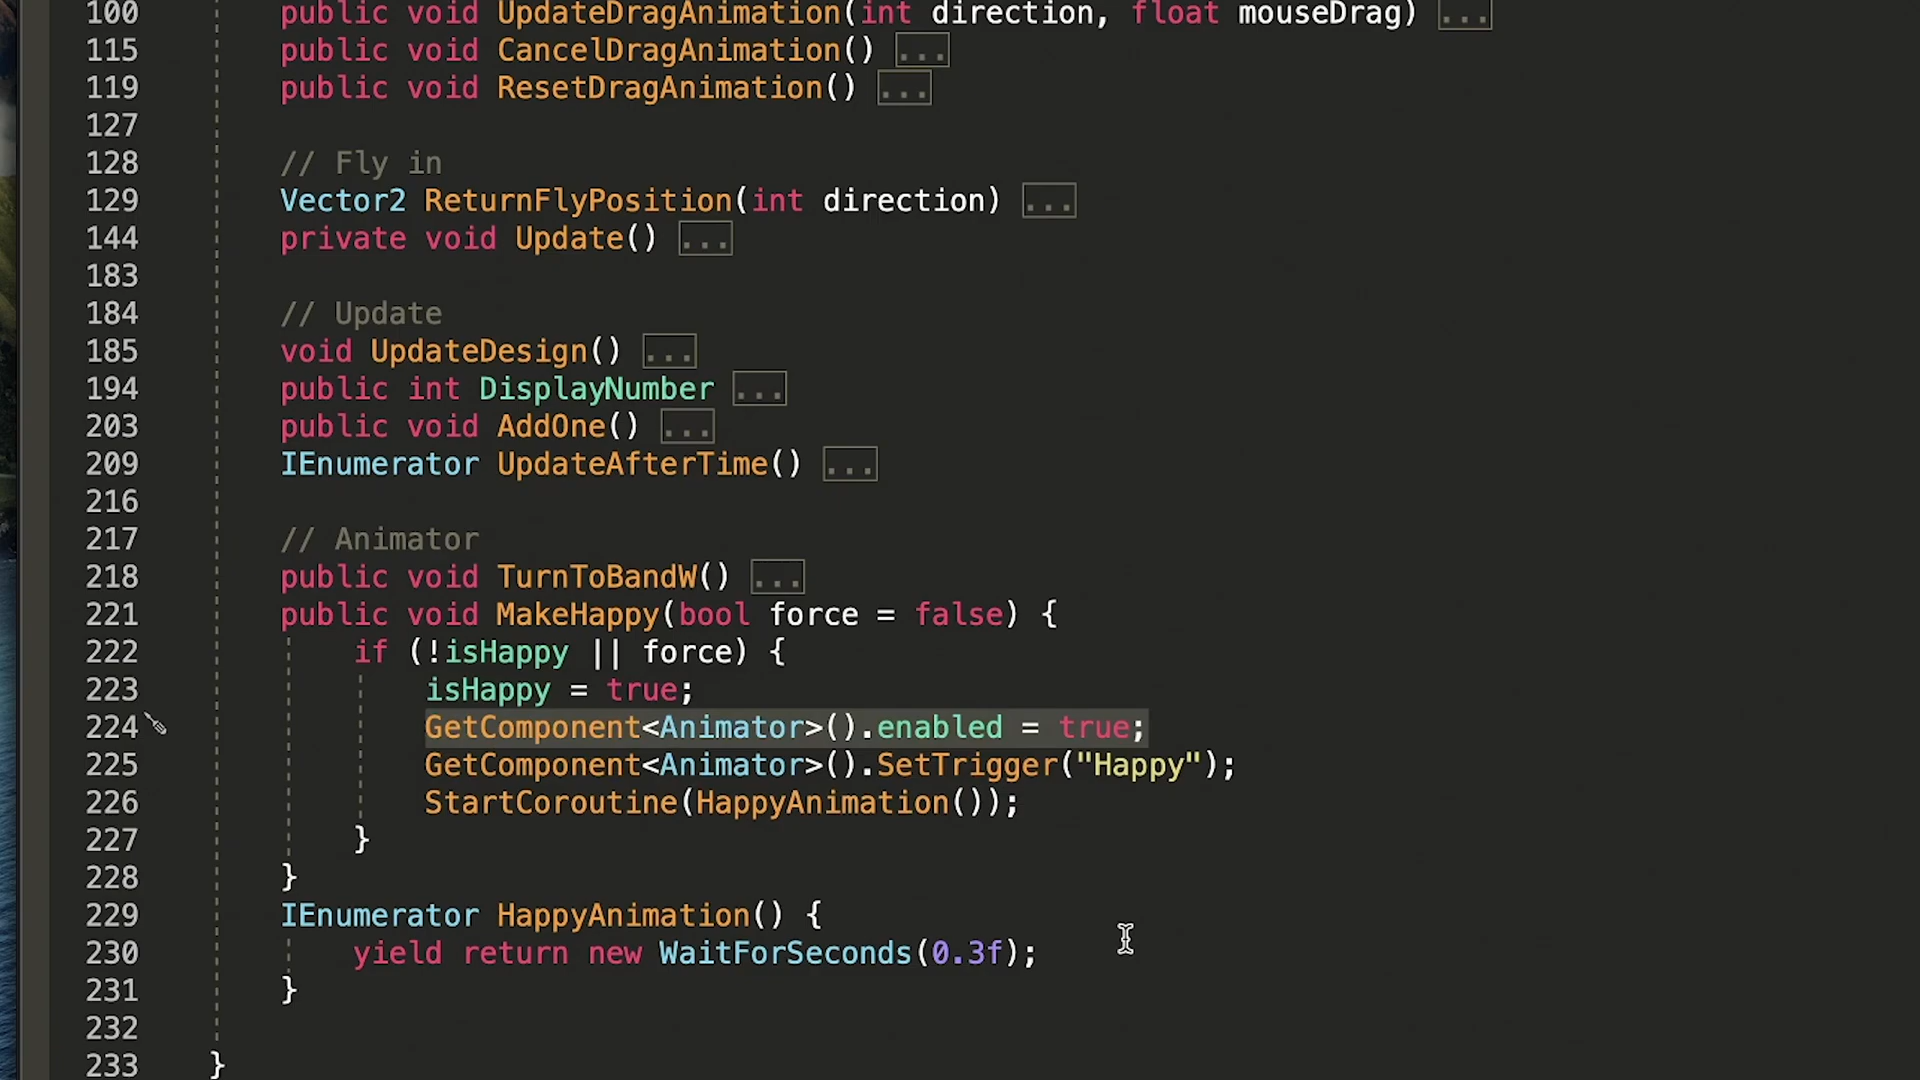 100 public void UpdateDragAnimation(int direction, float mouseDrag) ...
115 public void CancelDragAnimation() ...
119 public void ResetDragAnimation() ...
127
128 // Fly in
129 Vector2 ReturnFlyPosition(int direction) ...
144 private void Update() ...
183
184 // Update
185 void UpdateDesign() ...
194 public int DisplayNumber ...
203 public void AddOne() ...
209 IEnumerator UpdateAfterTime() ...
216
217 // Animator
218 public void TurnToBandW() ...
221 public void MakeHappy(bool force = false) {
222 if (!isHappy || force) {
223 isHappy = true;
224 GetComponent<Animator>().enabled = true;
225 GetComponent<Animator>().SetTrigger("Happy");
226 StartCoroutine(HappyAnimation());
227 }
228 }
229 IEnumerator HappyAnimation() {
230 yield return new WaitForSeconds(0.3f);
231 }
232
233 }